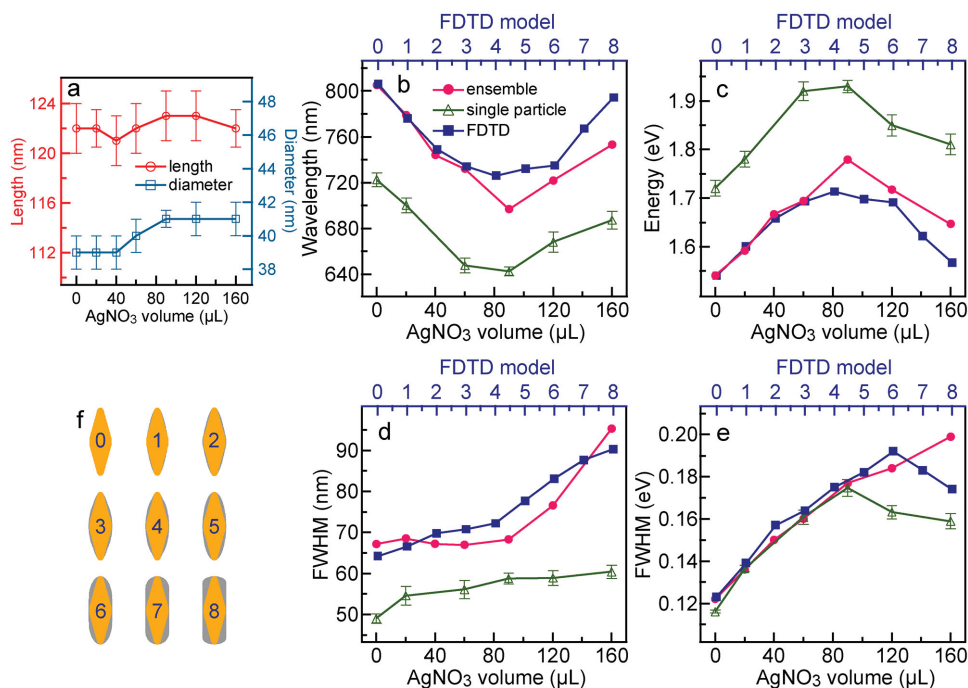 a
Length (nm)
124
120
116
112
48
46
44
42
40
38
Diameter (nm)
length
diameter
0 40 80 120 160
AgNO₃ volume (µL)
FDTD model
0 1 2 3 4 5 6 7 8
b
ensemble
single particle
FDTD
Wavelength (nm)
800
760
720
680
640
0 40 80 120 160
AgNO₃ volume (µL)
FDTD model
0 1 2 3 4 5 6 7 8
c
Energy (eV)
1.9
1.8
1.7
1.6
0 40 80 120 160
AgNO₃ volume (µL)
f
0 1 2
3 4 5
6 7 8
FDTD model
0 1 2 3 4 5 6 7 8
d
FWHM (nm)
90
80
70
60
50
0 40 80 120 160
AgNO₃ volume (µL)
FDTD model
0 1 2 3 4 5 6 7 8
e
FWHM (eV)
0.20
0.18
0.16
0.14
0.12
0 40 80 120 160
AgNO₃ volume (µL)